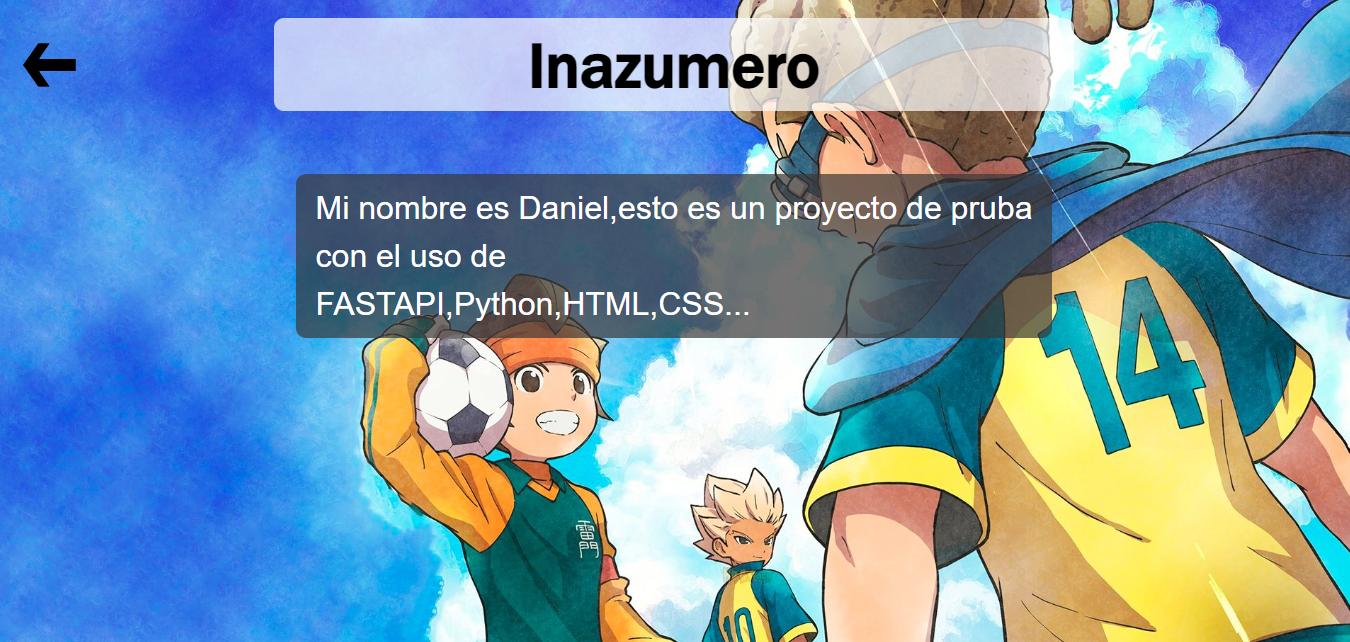 Inazumero
Mi nombre es Daniel,esto es un proyecto de pruba
con el uso de
FASTAPI,Python,HTML,CSS...
14
雷門
10